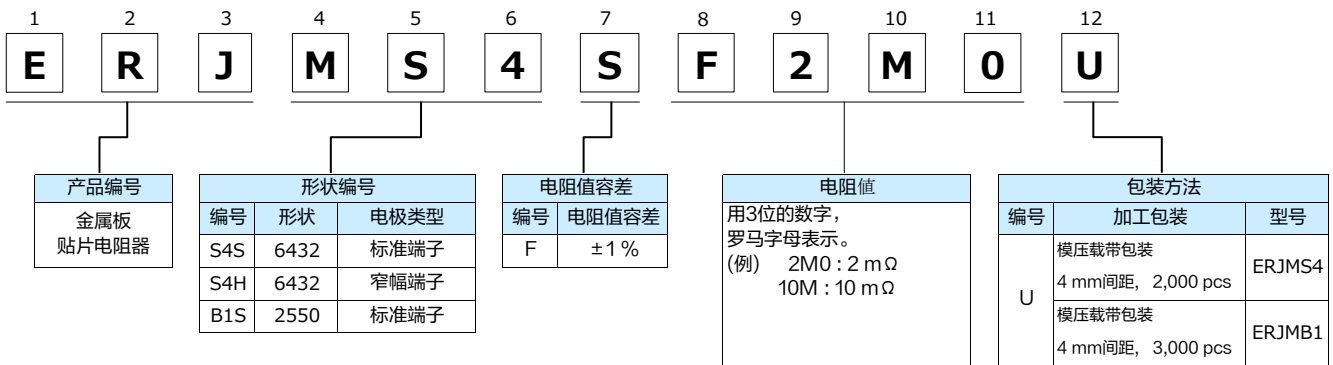 1 2 3 4 5 6 7 8 9 10 11 12
E R J M S 4 S F 2 M 0 U
产品编号
金属板
贴片电阻器
形状编号
编号 形状 电极类型
S4S 6432 标准端子
S4H 6432 窄幅端子
B1S 2550 标准端子
电阻值容差
编号 电阻值容差
F ±1%
电阻値
用3位的数字，
罗马字母表示。
(例) 2M0 : 2 mΩ
10M : 10 mΩ
包装方法
编号 加工包装 型号
U
模压载带包装
4 mm间距，2,000 pcs
ERJMS4
模压载带包装
4 mm间距，3,000 pcs
ERJMB1